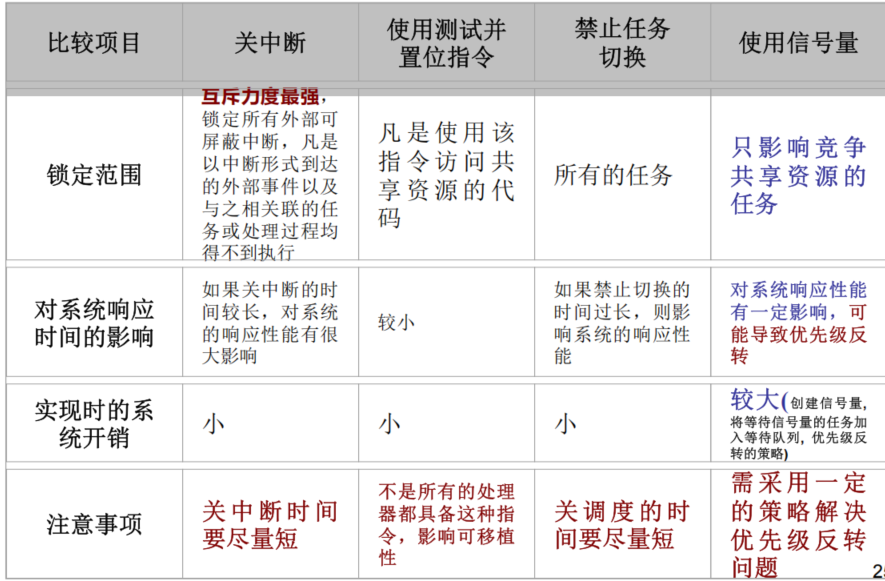 比较项目
关中断
使用测试并
置位指令
禁止任务
切换
使用信号量
锁定范围
互斥力度最强，
锁定所有外部可
屏蔽中断，凡是
以中断形式到达
的外部事件以及
与之相关联的任
务或处理过程均
得不到执行
凡是使用该
指令访问共
享资源的代
码
所有的任务
只影响竞争
共享资源的
任务
对系统响应
时间的影响
如果关中断的时
间较长，对系统
的响应性能有很
大影响
较小
如果禁止切换的
时间过长，则影
响系统的响应性
能
对系统响应性能
有一定影响，可
能导致优先级反
转
实现时的系
统开销
小
小
小
较大(创建信号量，
将等待信号量的任务加
入等待队列，优先级反
转的策略)
注意事项
关中断时间
要尽量短
不是所有的处理
器都具备这种指
令，影响可移植
性
关调度的时
间要尽量短
需采用一定
的策略解决
优先级反转
问题